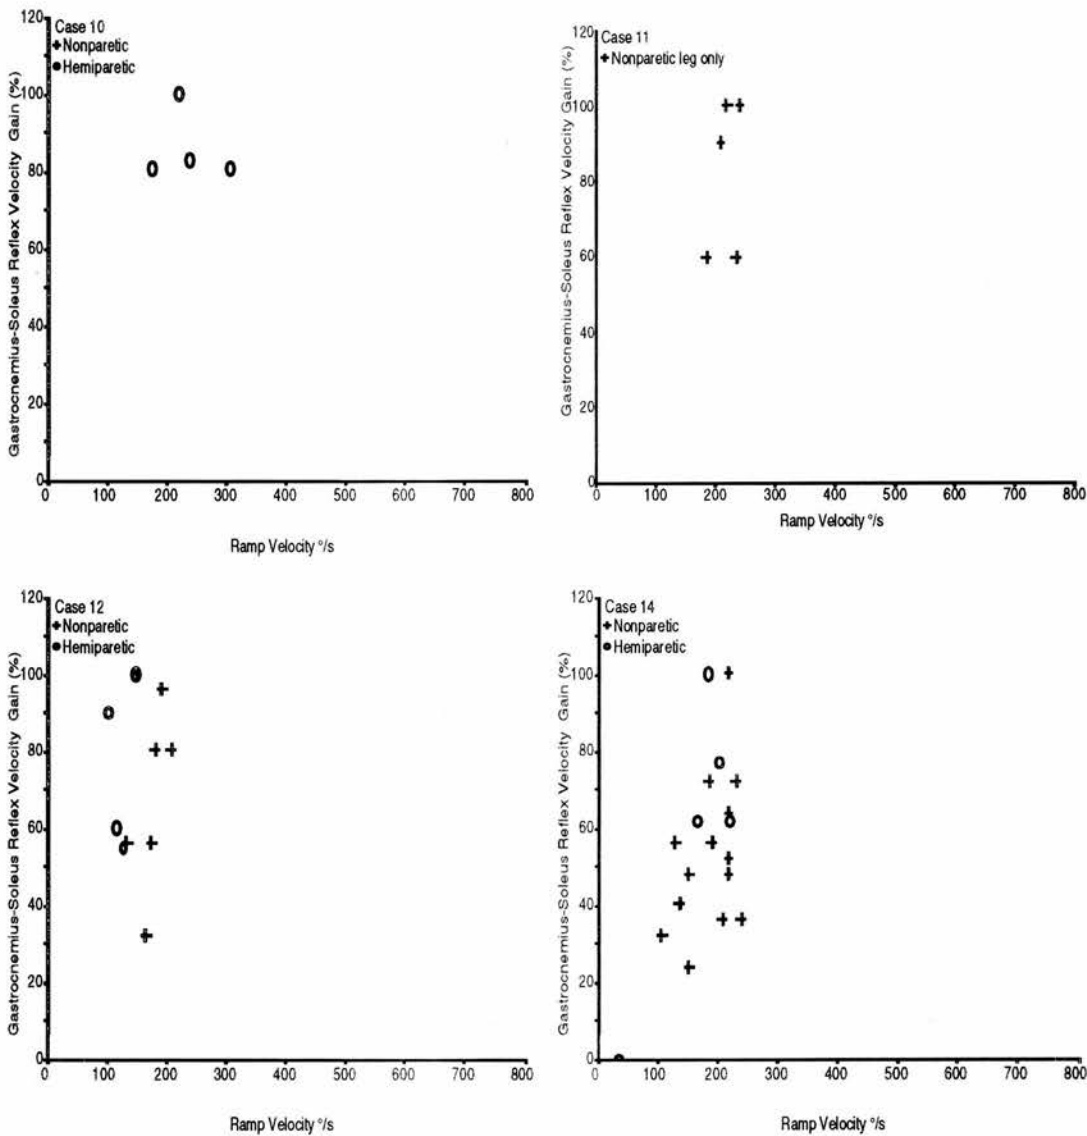 Case 10
+Nonparetic
●Hemiparetic
Gastrocnemius-Soleus Reflex Velocity Gain (%)
120
100
80
60
40
20
0
0 100 200 300 400 500 600 700 800
Ramp Velocity °/s
Case 11
+Nonparetic leg only
Gastrocnemius-Soleus Reflex Velocity Gain (%)
120
100
80
60
40
20
0
0 100 200 300 400 500 600 700 800
Ramp Velocity °/s
Case 12
+Nonparetic
●Hemiparetic
Gastrocnemius-Soleus Reflex Velocity Gain (%)
120
100
80
60
40
20
0
0 100 200 300 400 500 600 700 800
Ramp Velocity °/s
Case 14
+Nonparetic
●Hemiparetic
Gastrocnemius-Soleus Reflex Velocity Gain (%)
120
100
80
60
40
20
0
0 100 200 300 400 500 600 700 800
Ramp Velocity °/s